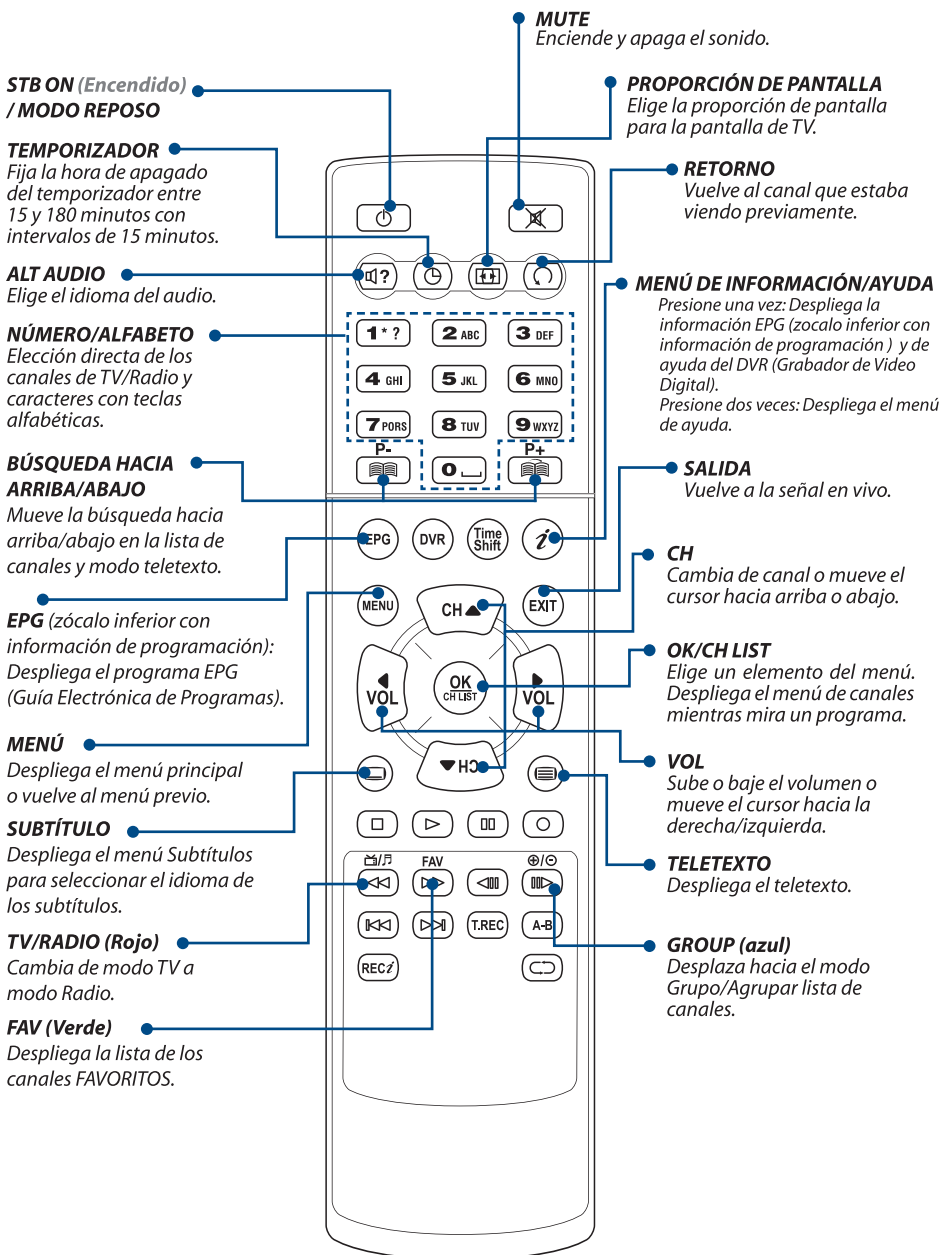 MUTE
Enciende y apaga el sonido.
STB ON (Encendido)
/ MODO REPOSO
PROPORCIÓN DE PANTALLA
Elige la proporción de pantalla
para la pantalla de TV.
TEMPORIZADOR
Fija la hora de apagado
del temporizador entre
15 y 180 minutos con
intervalos de 15 minutos.
RETORNO
Vuelve al canal que estaba
viendo previamente.
ALT AUDIO
Elige el idioma del audio.
MENÚ DE INFORMACIÓN/AYUDA
Presione una vez: Despliega la
información EPG (zocalo inferior con
información de programación ) y de
ayuda del DVR (Grabador de Video
Digital).
Presione dos veces: Despliega el menú
de ayuda.
NÚMERO/ALFABETO
Elección directa de los
canales de TV/Radio y
caracteres con teclas
alfabéticas.
?
1 * ?
2 ABC
3 DEF
4 GHI
5 JKL
6 MNO
7 PQRS
8 TUV
9 WXYZ
P-
0
P+
BÚSQUEDA HACIA
ARRIBA/ABAJO
Mueve la búsqueda hacia
arriba/abajo en la lista de
canales y modo teletexto.
SALIDA
Vuelve a la señal en vivo.
EPG
DVR
Time
Shift
i
CH
Cambia de canal o mueve el
cursor hacia arriba o abajo.
EPG (zócalo inferior con
información de programación):
Despliega el programa EPG
(Guía Electrónica de Programas).
MENU
CH
EXIT
VOL
OK
CH LIST
VOL
CH
OK/CH LIST
Elige un elemento del menú.
Despliega el menú de canales
mientras mira un programa.
MENÚ
Despliega el menú principal
o vuelve al menú previo.
VOL
Sube o baje el volumen o
mueve el cursor hacia la
derecha/izquierda.
SUBTÍTULO
Despliega el menú Subtítulos
para seleccionar el idioma de
los subtítulos.
TELETEXTO
Despliega el teletexto.
FAV
T.REC
A-B
REC i
TV/RADIO (Rojo)
Cambia de modo TV a
modo Radio.
GROUP (azul)
Desplaza hacia el modo
Grupo/Agrupar lista de
canales.
FAV (Verde)
Despliega la lista de los
canales FAVORITOS.